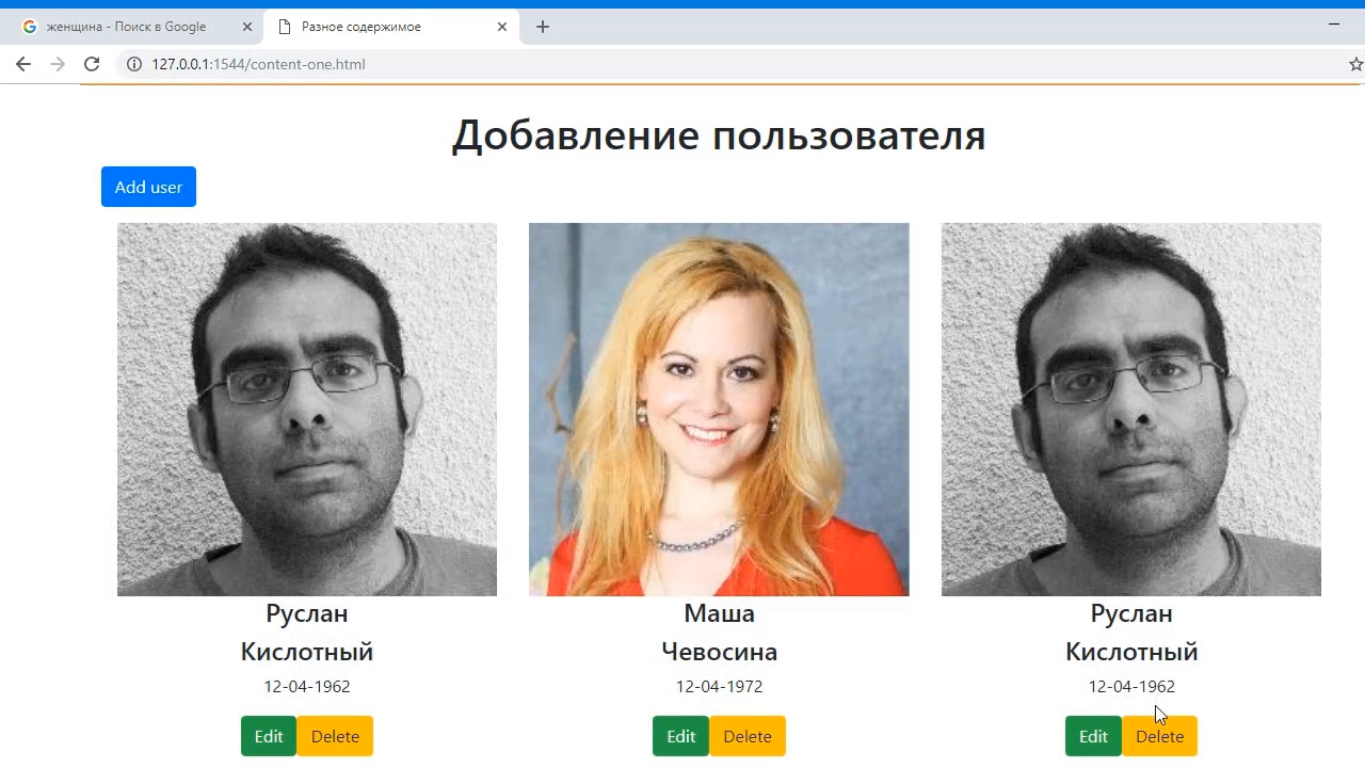 женщина - Поиск в Google
Разное содержимое
127.0.0.1:1544/content-one.html
Добавление пользователя
Add user
Руслан
Кислотный
12-04-1962
Edit Delete
Маша
Чевосина
12-04-1972
Edit Delete
Руслан
Кислотный
12-04-1962
Edit Delete